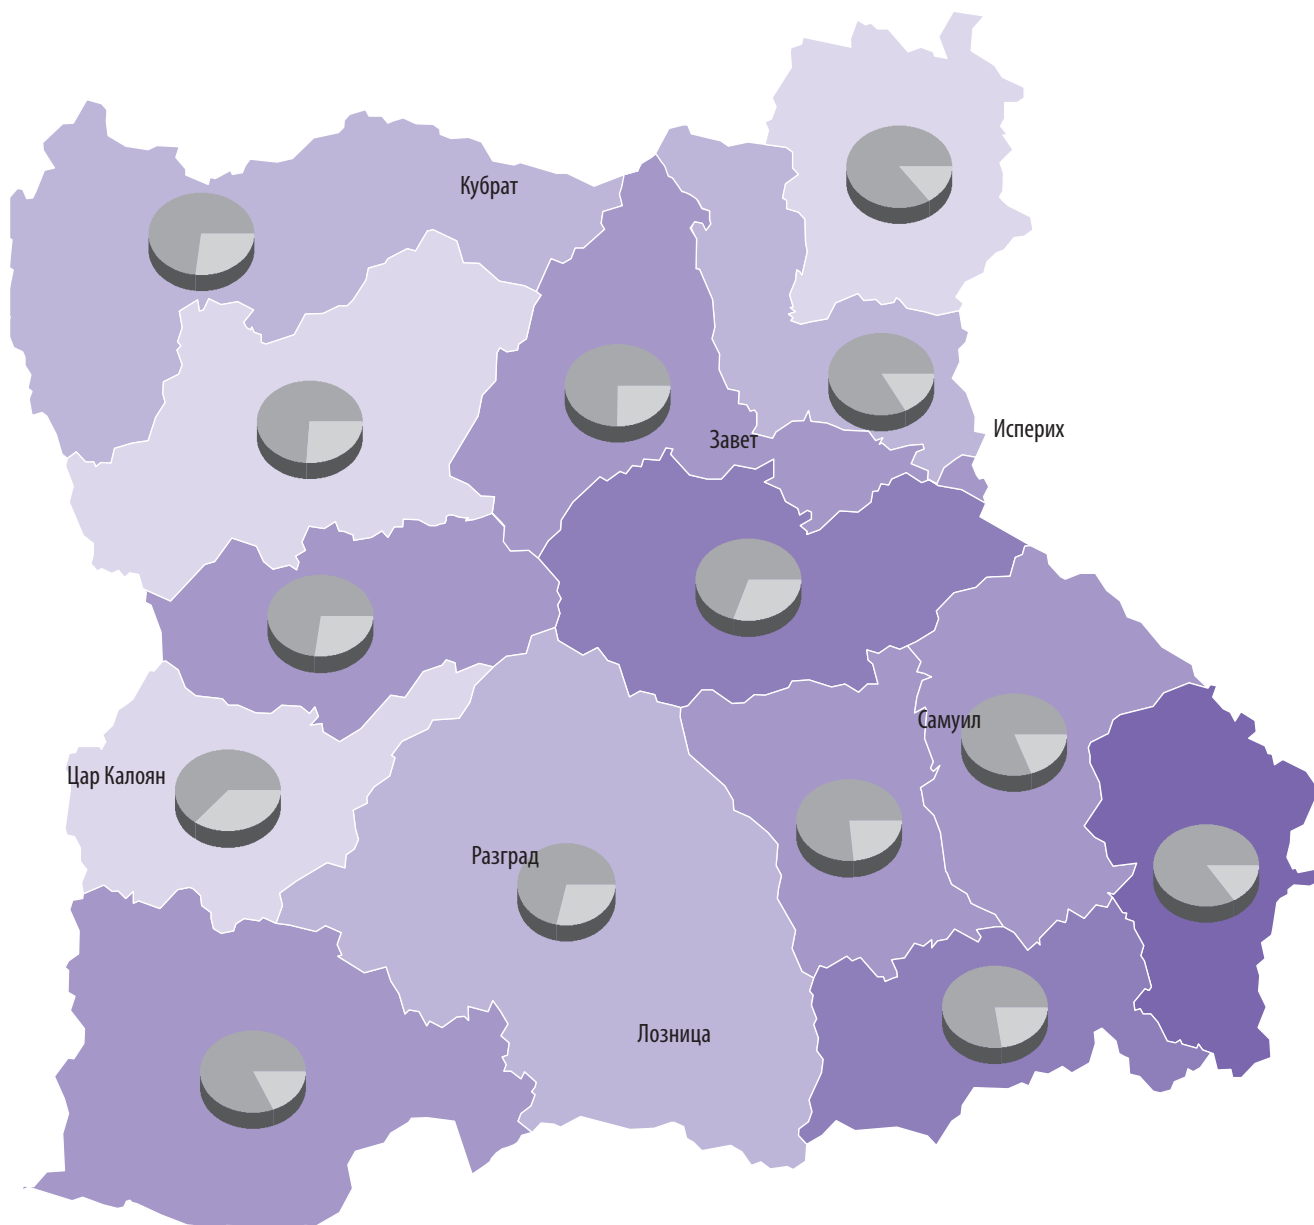 Кубрат
Исперих
Завет
Самуил
Цар Калоян
Разград
Лозница